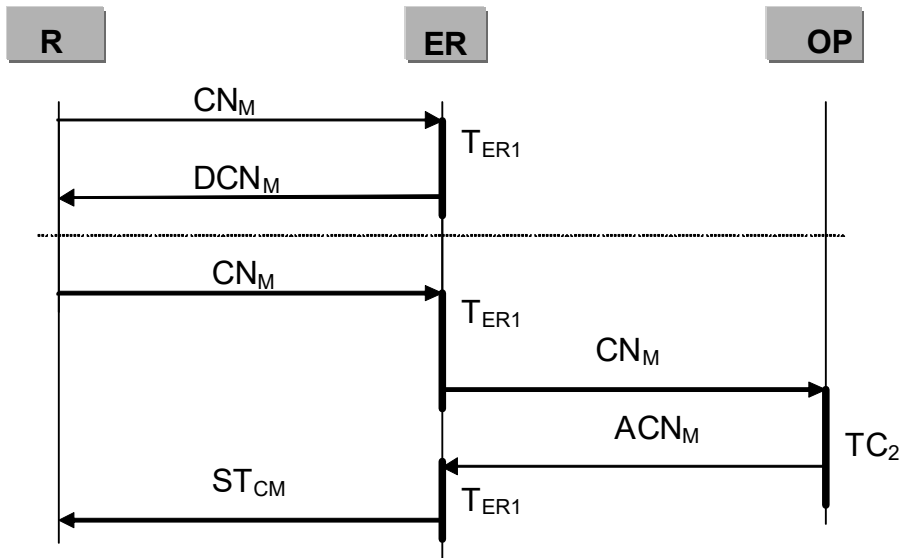 R
ER
OP
CNM
TER1
DCNM
CNM
TER1
CNM
ACNM
TC2
STCM
TER1